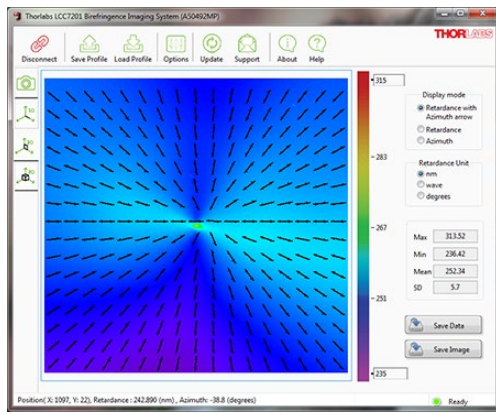 Thorlabs LCC7201 Birefringence Imaging System (A50492MP)
THORLABS
Disconnect Save Profile Load Profile Options Update Support About Help
315
283
267
251
235
Display mode
Retardance with
Azimuth arrow
Retardance
Azimuth
Retardance Unit
nm
wave
degrees
Max 313.52
Min 236.42
Mean 252.34
SD 5.7
Save Data
Save Image
Position( X: 1097, Y: 22), Retardance : 242.890 (nm) , Azimuth: -38.8 (degrees)
Ready